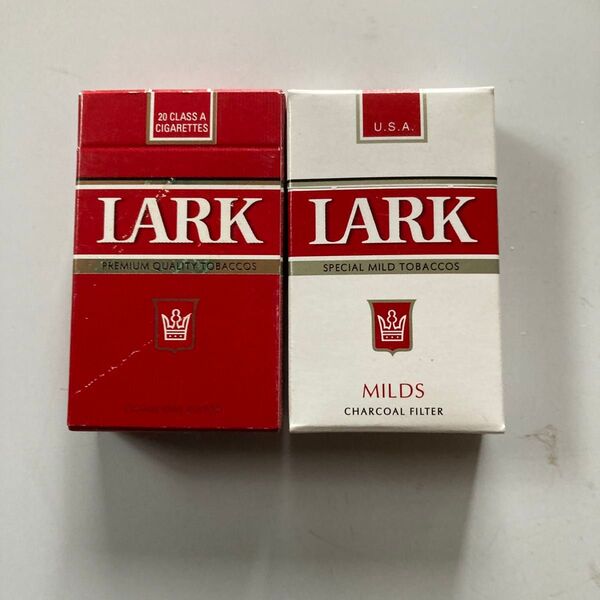 20 CLASS A
CIGARETTES
LARK
PREMIUM QUALITY TOBACCOS
U.S.A.
LARK
SPECIAL MILD TOBACCOS
MILDS
CHARCOAL FILTER